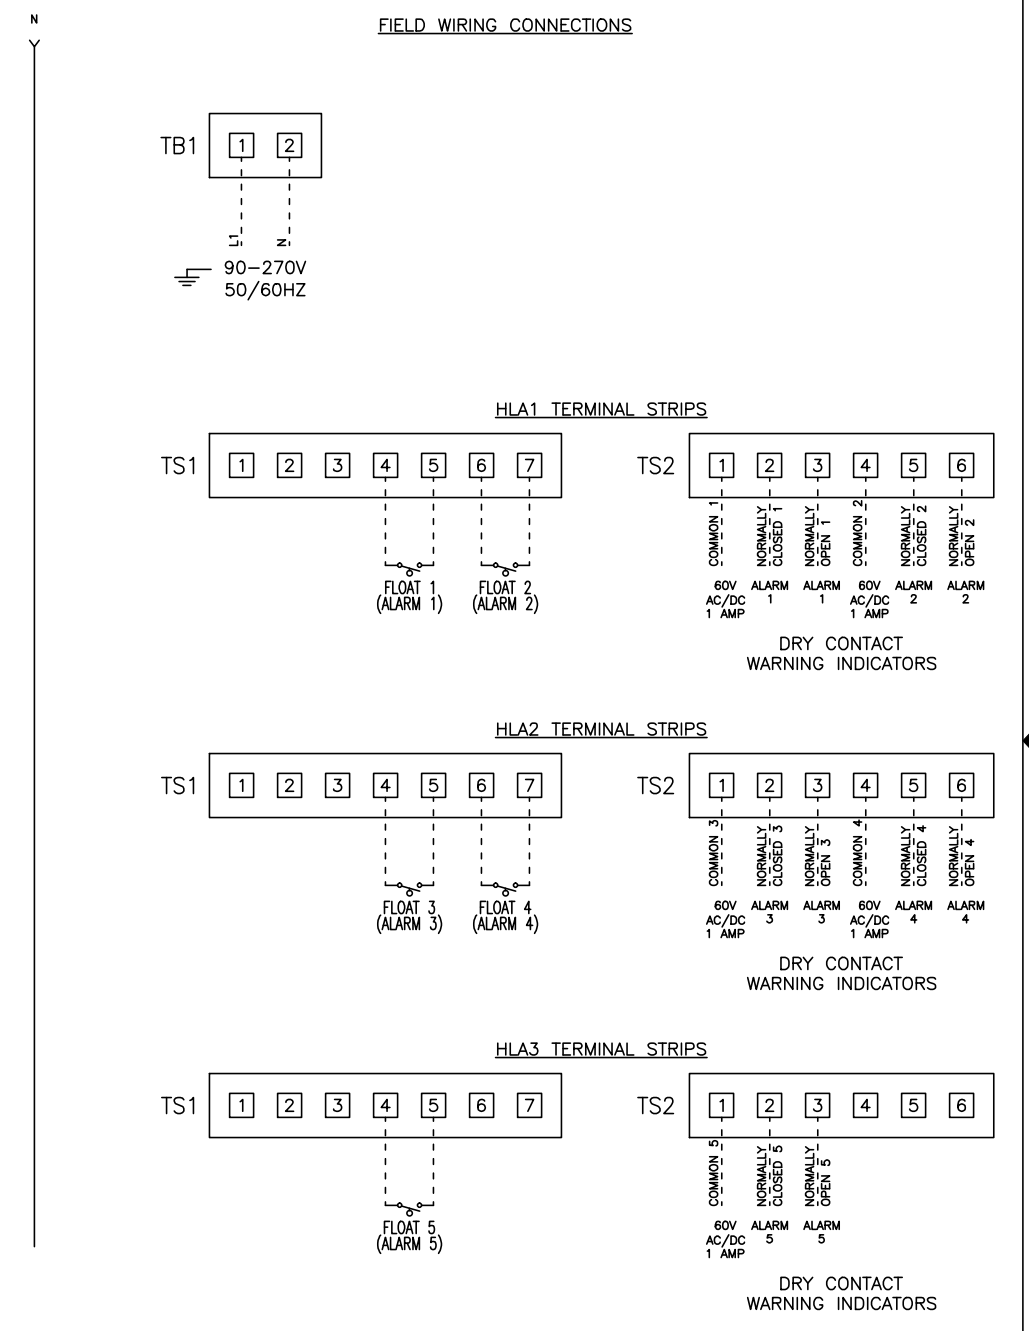 N
FIELD WIRING CONNECTIONS
TB1 1 2
L1 N
90-270V
50/60HZ
HLA1 TERMINAL STRIPS
TS1 1 2 3 4 5 6 7
FLOAT 1
(ALARM 1)
FLOAT 2
(ALARM 2)
TS2 1 2 3 4 5 6
COMMON 1
NORMALLY
CLOSED 1
NORMALLY
OPEN 1
COMMON 2
NORMALLY
CLOSED 2
NORMALLY
OPEN 2
60V
AC/DC
1 AMP
ALARM
1
ALARM
1
60V
AC/DC
1 AMP
ALARM
2
ALARM
2
DRY CONTACT
WARNING INDICATORS
HLA2 TERMINAL STRIPS
TS1 1 2 3 4 5 6 7
FLOAT 3
(ALARM 3)
FLOAT 4
(ALARM 4)
TS2 1 2 3 4 5 6
COMMON 3
NORMALLY
CLOSED 3
NORMALLY
OPEN 3
COMMON 4
NORMALLY
CLOSED 4
NORMALLY
OPEN 4
60V
AC/DC
1 AMP
ALARM
3
ALARM
3
60V
AC/DC
1 AMP
ALARM
4
ALARM
4
DRY CONTACT
WARNING INDICATORS
HLA3 TERMINAL STRIPS
TS1 1 2 3 4 5 6 7
FLOAT 5
(ALARM 5)
TS2 1 2 3 4 5 6
COMMON 5
NORMALLY
CLOSED 5
NORMALLY
OPEN 5
60V
AC/DC
1 AMP
ALARM
5
ALARM
5
DRY CONTACT
WARNING INDICATORS